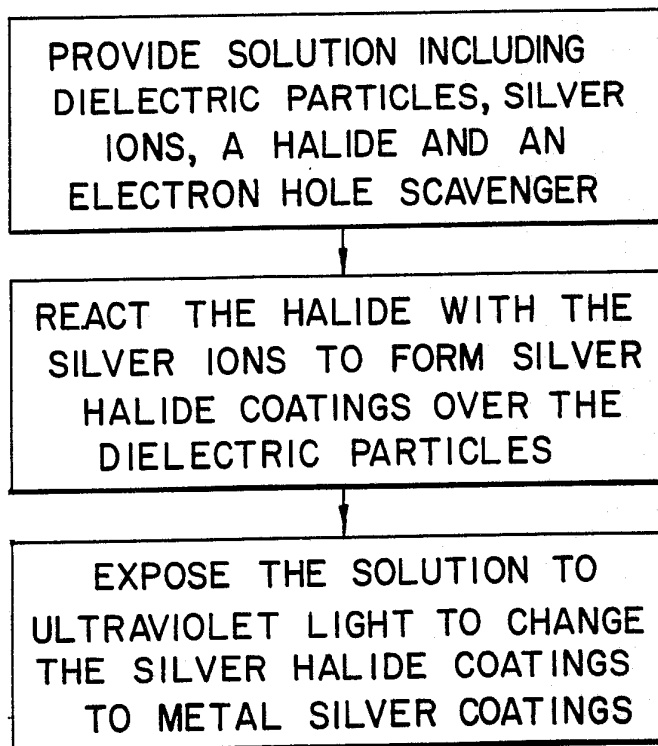 PROVIDE SOLUTION INCLUDING
DIELECTRIC PARTICLES, SILVER
IONS, A HALIDE AND AN
ELECTRON HOLE SCAVENGER
REACT THE HALIDE WITH THE
SILVER IONS TO FORM SILVER
HALIDE COATINGS OVER THE
DIELECTRIC PARTICLES
EXPOSE THE SOLUTION TO
ULTRAVIOLET LIGHT TO CHANGE
THE SILVER HALIDE COATINGS
TO METAL SILVER COATINGS